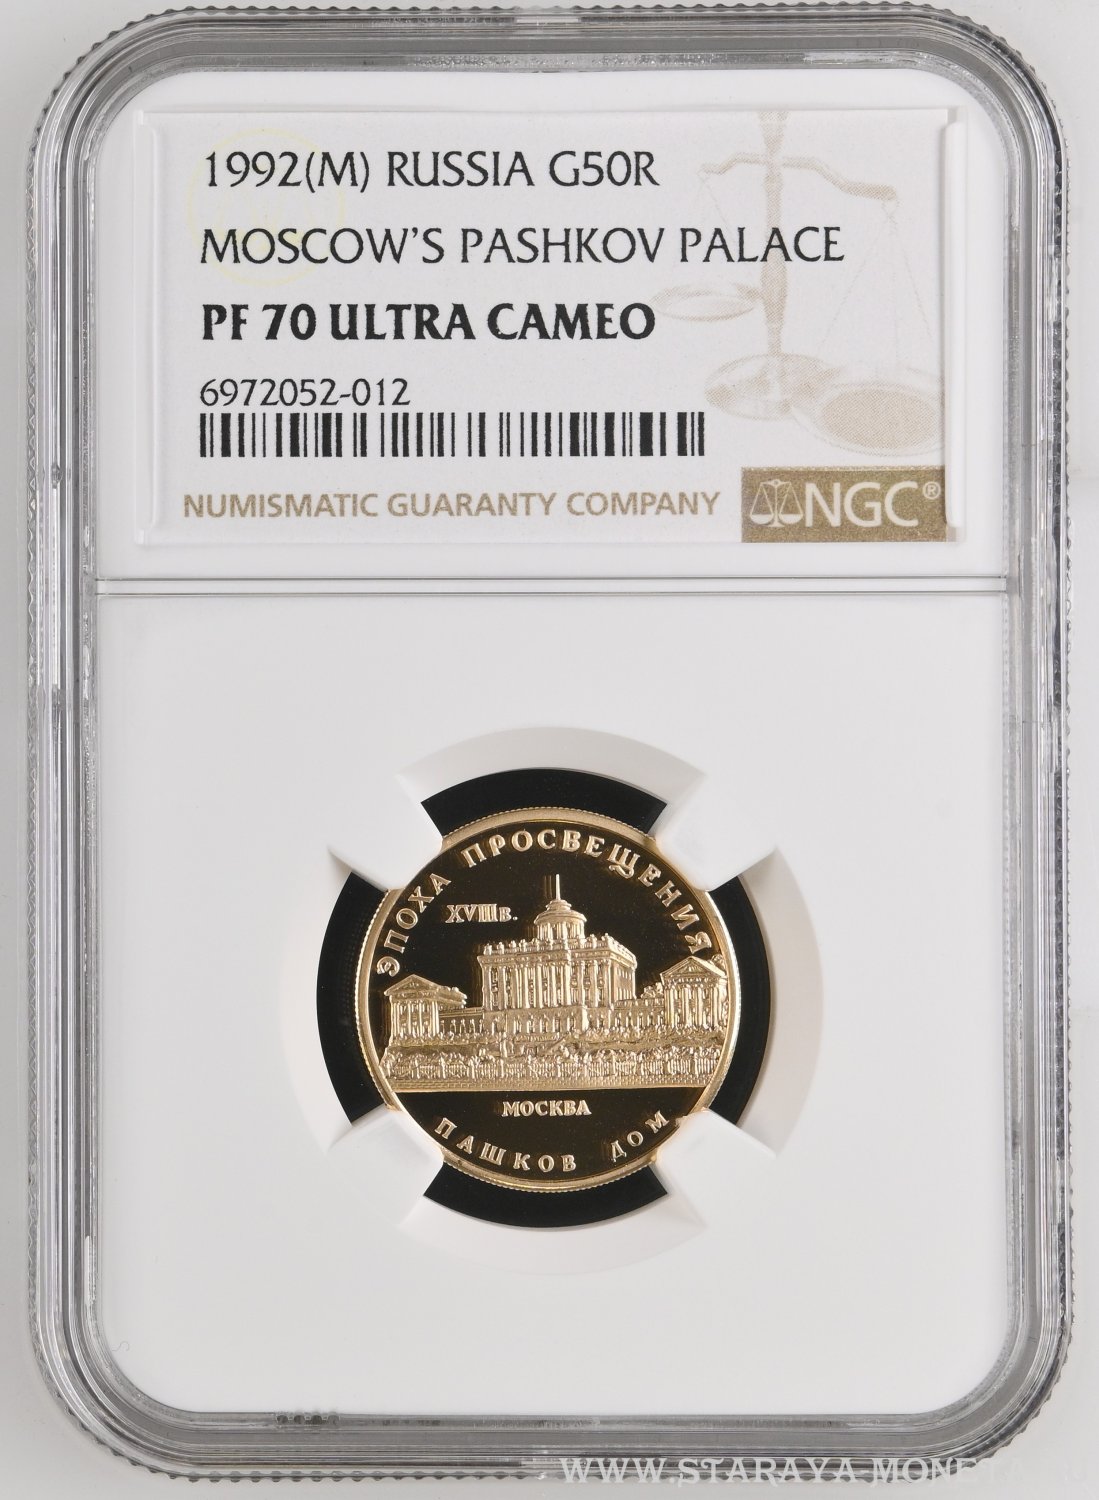 1992(M) RUSSIA G50R
MOSCOW'S PASHKOV PALACE
PF 70 ULTRA CAMEO
6972052-012
NUMISMATIC GUARANTY COMPANY
NGC®
ЭПОХА ПРОСВЕЩЕНИЯ
XVIII В.
МОСКВА
ПАШКОВ ДОМ
WWW.STARAYA-MONETA